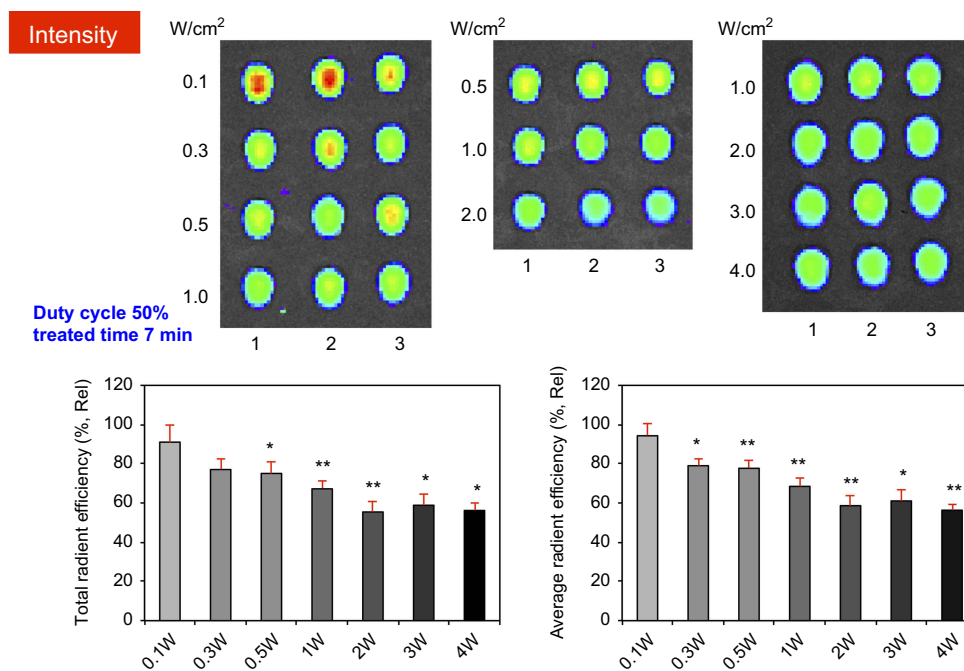 Intensity
W/cm²
0.1
0.3
0.5
1.0
1 2 3
W/cm²
0.5
1.0
2.0
1 2 3
W/cm²
1.0
2.0
3.0
4.0
1 2 3
Duty cycle 50%
treated time 7 min
Total radient efficiency (%, Rel)
120
100
80
60
40
20
0
*
**
**
*
*
0.1W 0.3W 0.5W 1W 2W 3W 4W
Average radient efficiency (%, Rel)
120
100
80
60
40
20
0
*
**
**
**
*
**
0.1W 0.3W 0.5W 1W 2W 3W 4W